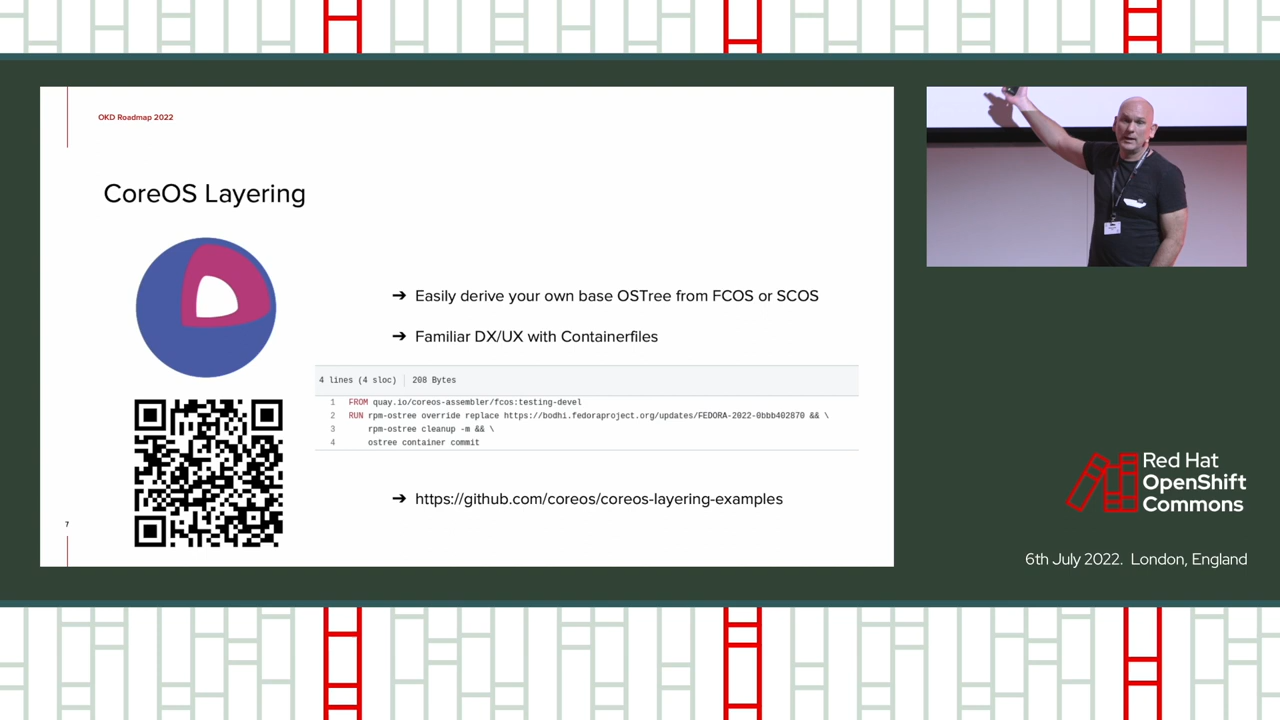 OKD Roadmap 2022
CoreOS Layering
➔ Easily derive your own base OSTree from FCOS or SCOS
➔ Familiar DX/UX with Containerfiles
4 lines (4 sloc) | 208 Bytes
1 FROM quay.io/coreos-assembler/fcos:testing-devel
2 RUN rpm-ostree override replace https://bodhi.fedoraproject.org/updates/FEDORA-2022-0bbb402870 && \
3 rpm-ostree cleanup -m && \
4 ostree container commit
➔ https://github.com/coreos/coreos-layering-examples
7
Red Hat
OpenShift
Commons
6th July 2022. London, England